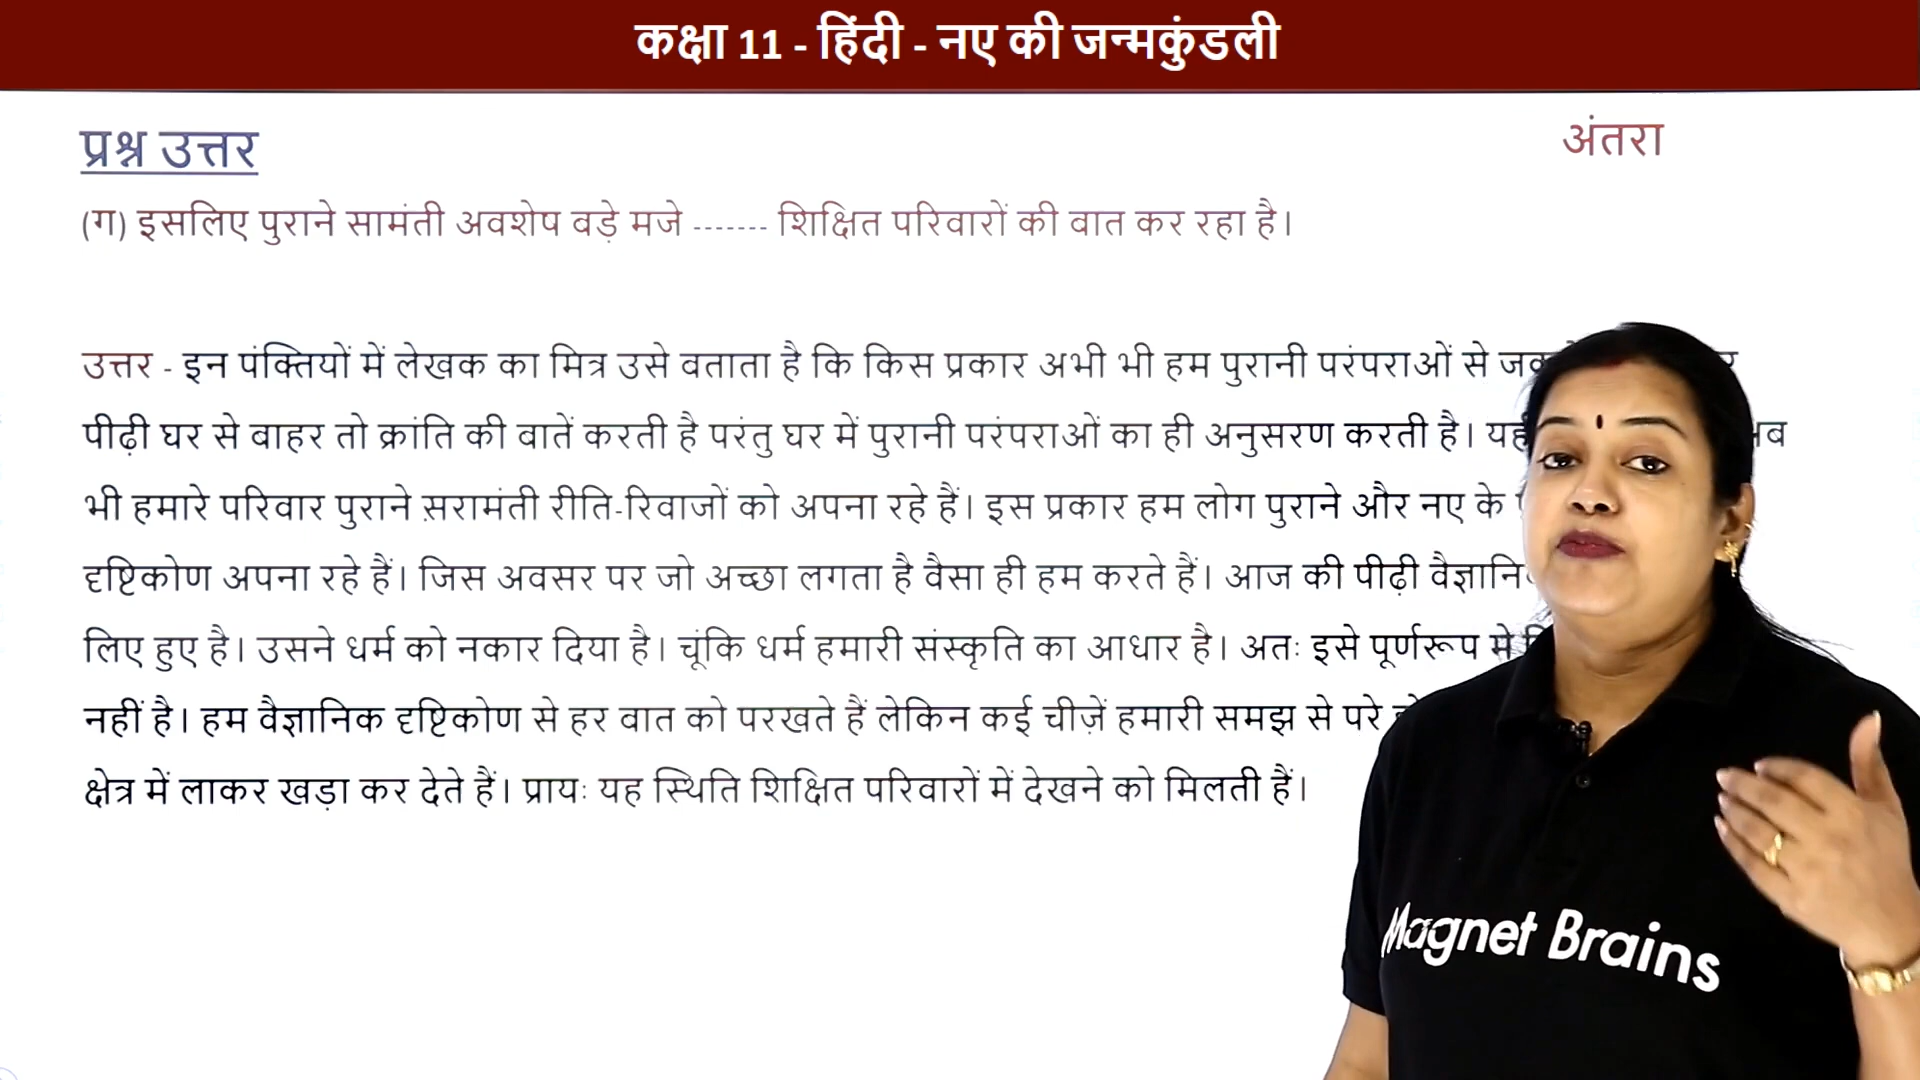 कक्षा 11 - हिंदी - नए की जन्मकुंडली
प्रश्न उत्तर
अंतरा
(ग) इसलिए पुराने सामंती अवशेष बड़े मजे ------- शिक्षित परिवारों की बात कर रहा है।
उत्तर - इन पंक्तियों में लेखक का मित्र उसे बताता है कि किस प्रकार अभी भी हम पुरानी परंपराओं से
पीढ़ी घर से बाहर तो क्रांति की बातें करती है परंतु घर में पुरानी परंपराओं का ही अनुसरण करती है।
भी हमारे परिवार पुराने स़रामंती रीति-रिवाजों को अपना रहे हैं। इस प्रकार हम लोग पुराने और नए के
दृष्टिकोण अपना रहे हैं। जिस अवसर पर जो अच्छा लगता है वैसा ही हम करते हैं। आज की पीढ़ी
लिए हुए है। उसने धर्म को नकार दिया है। चूंकि धर्म हमारी संस्कृति का आधार है। अतः इसे पूर्णरूप मे
नहीं है। हम वैज्ञानिक दृष्टिकोण से हर बात को परखते हैं लेकिन कई चीज़ें हमारी समझ से परे
क्षेत्र में लाकर खड़ा कर देते हैं। प्रायः यह स्थिति शिक्षित परिवारों में देखने को मिलती हैं।
Magnet Brains